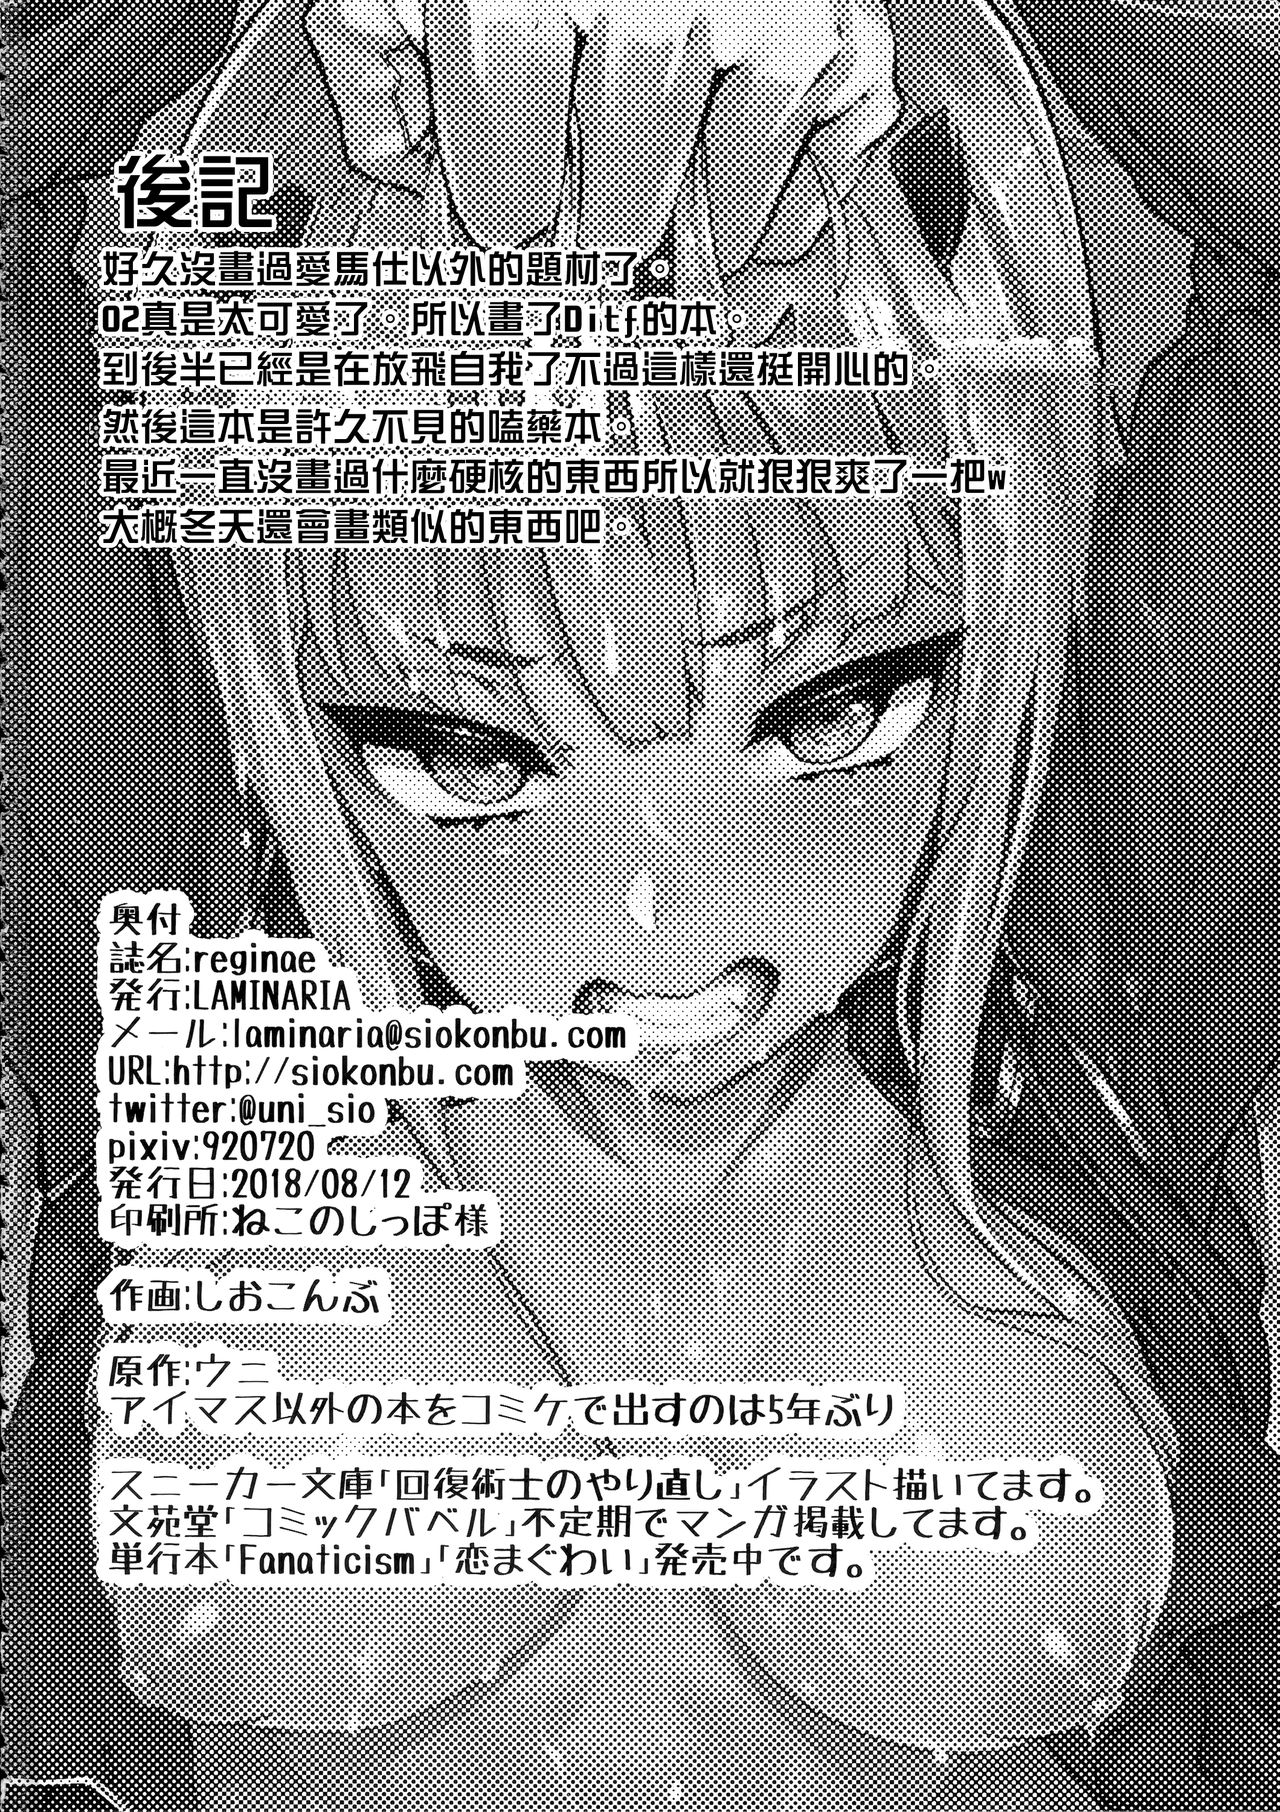 後記
好久沒畫過愛馬仕以外的題材了。
02真是太可愛了。所以畫了Ditf的本。
到後半已經是在放飛自我了不過這樣還挺開心的。
然後這本是許久不見的嗑藥本。
最近一直沒畫過什麼硬核的東西所以就狠狠爽了一把w
大概冬天還會畫類似的東西吧。
奥付
誌名:reginae
発行:LAMINARIA
メール:laminaria@siokonbu.com
URL:http://siokonbu.com
twitter:@uni_sio
pixiv:920720
発行日:2018/08/12
印刷所:ねこのしっぽ様
作画:しおこんぶ
原作:ウニ
アイマス以外の本をコミケで出すのは5年ぶり
スニーカー文庫「回復術士のやり直し」イラスト描いてます。
文苑堂「コミックバベル」不定期でマンガ掲載してます。
単行本「Fanaticism」「恋まぐわい」発売中です。